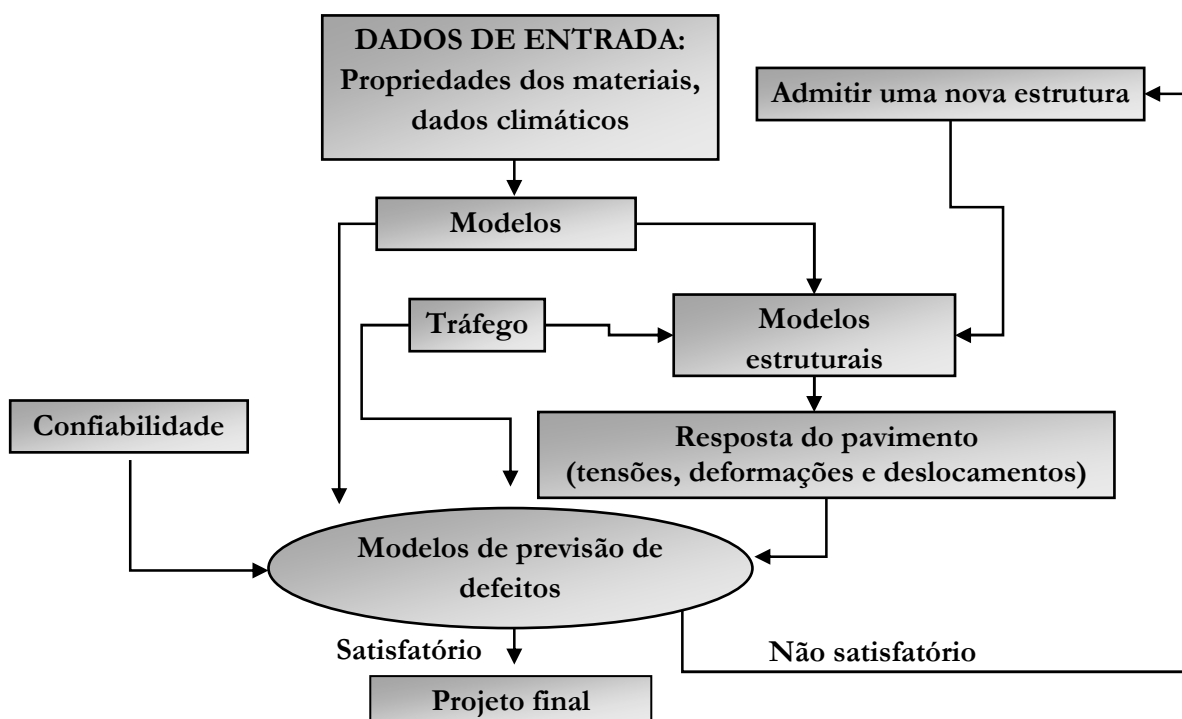 DADOS DE ENTRADA:
Propriedades dos materiais,
dados climáticos
Admitir uma nova estrutura
Modelos
Tráfego
Modelos
estruturais
Confiabilidade
Resposta do pavimento
(tensões, deformações e deslocamentos)
Modelos de previsão de
defeitos
Satisfatório
Não satisfatório
Projeto final